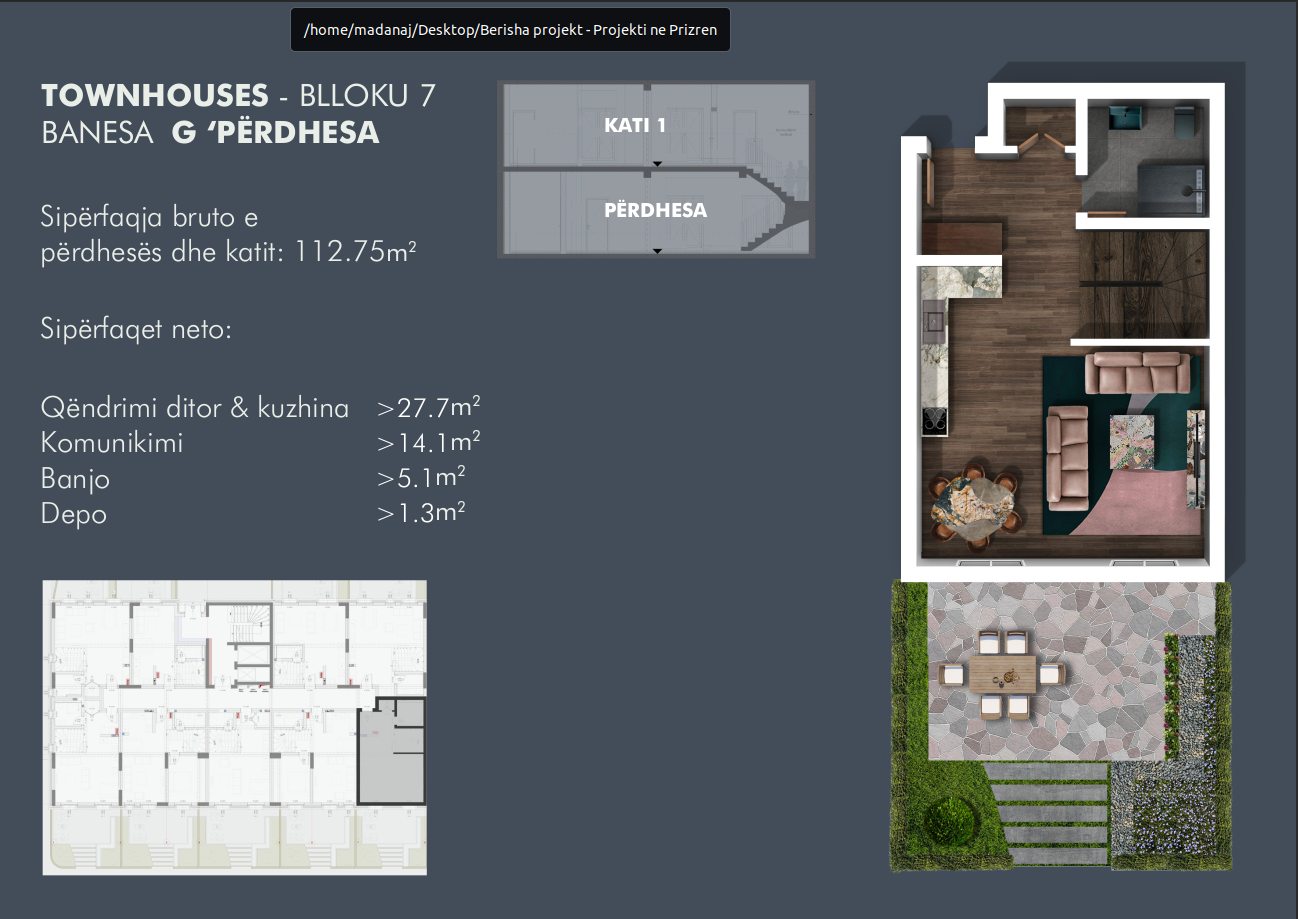 /home/madanaj/Desktop/Berisha projekt - Projekti ne Prizren
TOWNHOUSES - BLLOKU 7
BANESA G ‘PËRDHESA
Sipërfaqja bruto e
përdhesës dhe katit: 112.75m²
Sipërfaqet neto:
Qëndrimi ditor & kuzhina >27.7m²
Komunikimi >14.1m²
Banjo >5.1m²
Depo >1.3m²
KATI 1
PËRDHESA